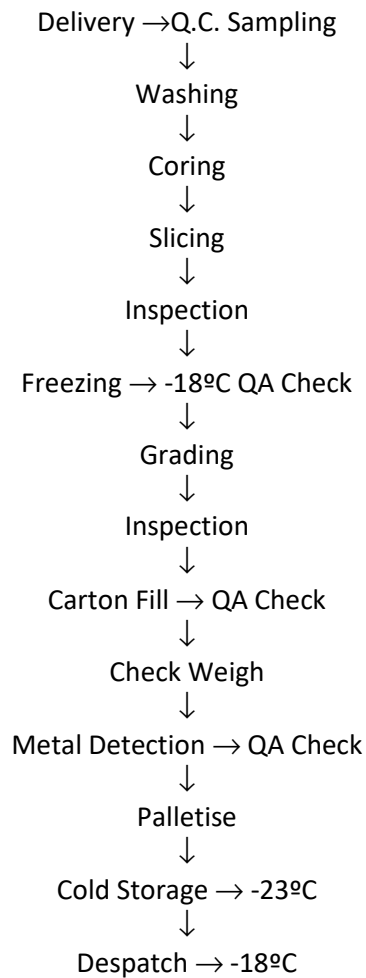 Delivery →Q.C. Sampling
↓
Washing
↓
Coring
↓
Slicing
↓
Inspection
↓
Freezing → -18ºC QA Check
↓
Grading
↓
Inspection
↓
Carton Fill → QA Check
↓
Check Weigh
↓
Metal Detection → QA Check
↓
Palletise
↓
Cold Storage → -23ºC
↓
Despatch → -18ºC